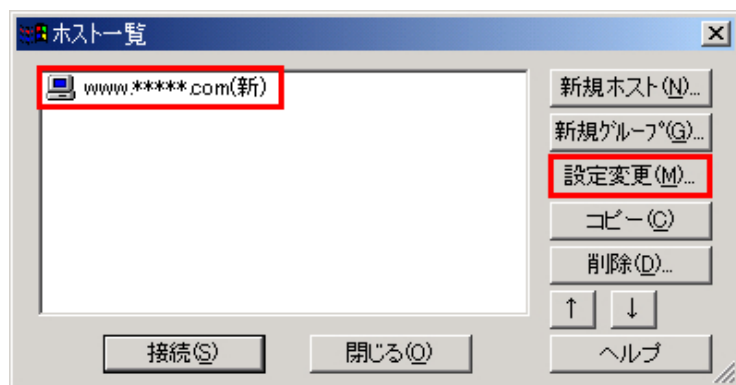 ホスト一覧
www.*****.com(新)
新規ホスト(N)...
新規ｸﾞﾙｰﾌﾟ(G)...
設定変更(M)...
コピー(C)
削除(D)...
↑ ↓
接続(S) 閉じる(O) ヘルプ